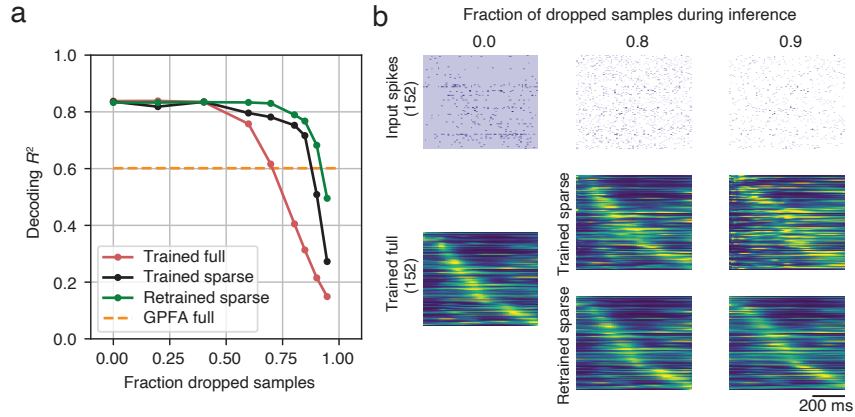 a
Decoding R²
1.0
0.8
0.6
0.4
0.2
0.0
Trained full
Trained sparse
Retrained sparse
GPFA full
0.00
0.25
0.50
0.75
1.00
Fraction dropped samples
b
Fraction of dropped samples during inference
0.0
0.8
0.9
Input spikes
(152)
Trained full
(152)
Trained sparse
Retrained sparse
200 ms